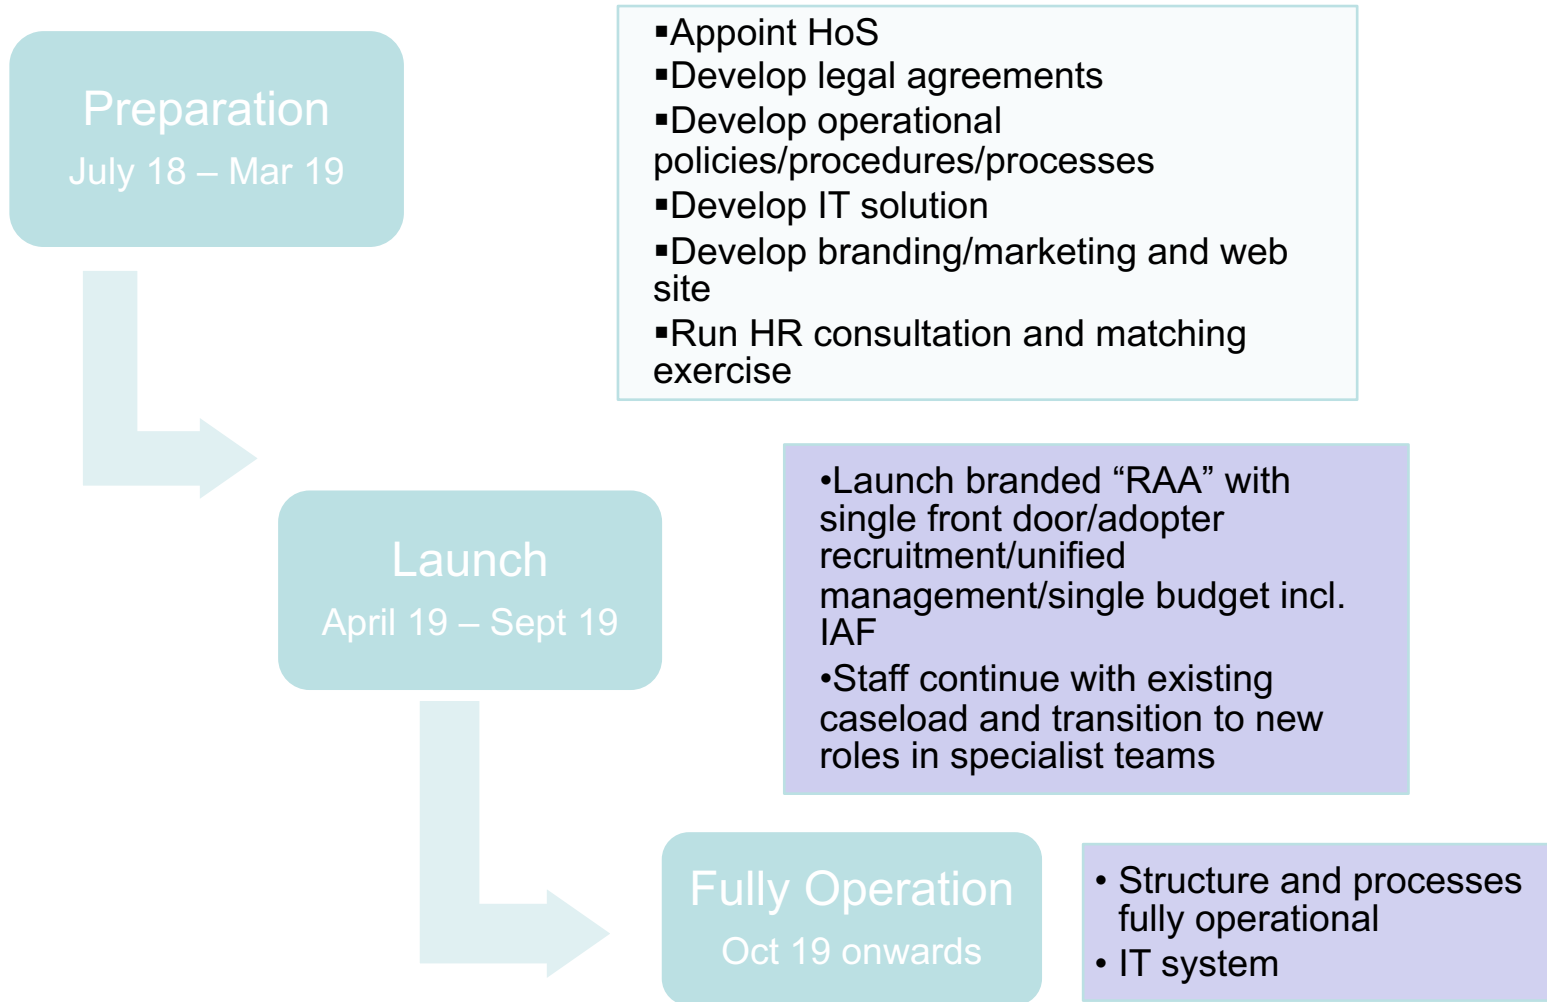 Preparation
July 18 – Mar 19
▪Appoint HoS
▪Develop legal agreements
▪Develop operational
policies/procedures/processes
▪Develop IT solution
▪Develop branding/marketing and web
site
▪Run HR consultation and matching
exercise
Launch
April 19 – Sept 19
•Launch branded “RAA” with
single front door/adopter
recruitment/unified
management/single budget incl.
IAF
•Staff continue with existing
caseload and transition to new
roles in specialist teams
Fully Operation
Oct 19 onwards
• Structure and processes
fully operational
• IT system